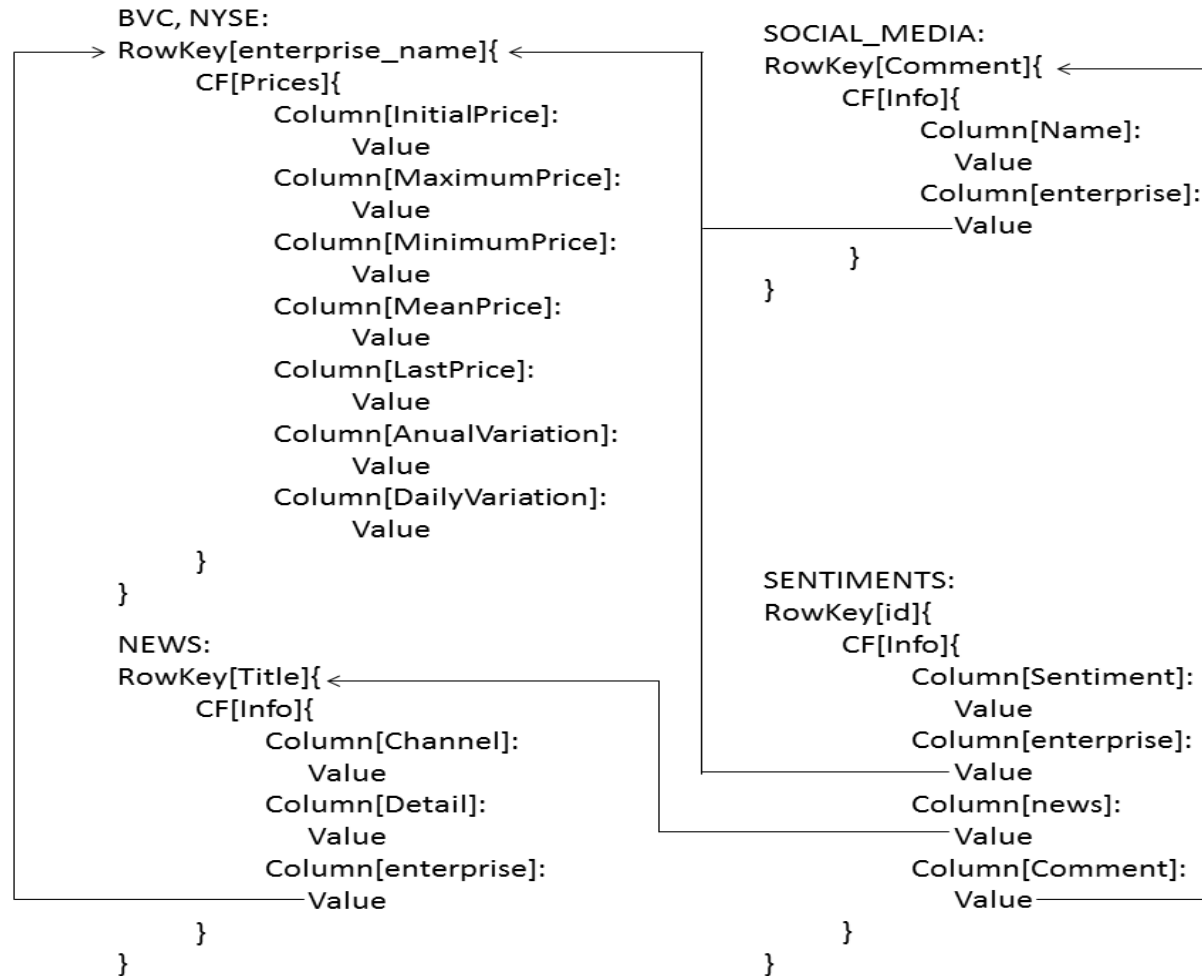 BVC, NYSE:
RowKey[enterprise_name]{
CF[Prices]{
Column[InitialPrice]:
Value
Column[MaximumPrice]:
Value
Column[MinimumPrice]:
Value
Column[MeanPrice]:
Value
Column[LastPrice]:
Value
Column[AnualVariation]:
Value
Column[DailyVariation]:
Value
}
}
NEWS:
RowKey[Title]{
CF[Info]{
Column[Channel]:
Value
Column[Detail]:
Value
Column[enterprise]:
Value
}
}
SOCIAL_MEDIA:
RowKey[Comment]{
CF[Info]{
Column[Name]:
Value
Column[enterprise]:
Value
}
}
SENTIMENTS:
RowKey[id]{
CF[Info]{
Column[Sentiment]:
Value
Column[enterprise]:
Value
Column[news]:
Value
Column[Comment]:
Value
}
}